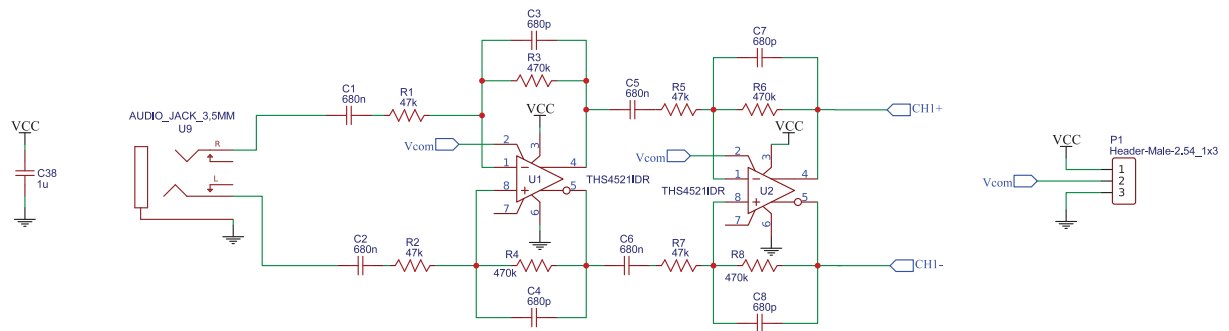 VCC
C38
1u
AUDIO_JACK_3,5MM
U9
R
L
C1
680n
R1
47k
C3
680p
R3
470k
VCC
Vcom
2
3
1
4
8
5
7
6
U1
THS4521IDR
C2
680n
R2
47k
R4
470k
C4
680p
C5
680n
R5
47k
C7
680p
R6
470k
VCC
Vcom
2
3
1
4
8
5
7
6
U2
THS4521IDR
C6
680n
R7
47k
R8
470k
C8
680p
CH1+
CH1-
P1
Header-Male-2.54_1x3
VCC
Vcom
1
2
3